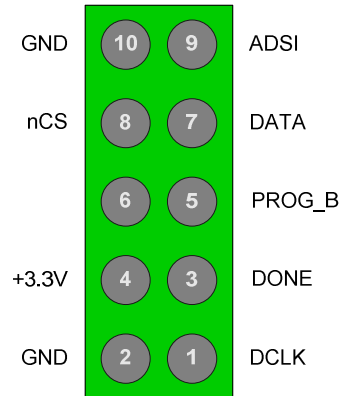 GND 10 9 ADSI
nCS 8 7 DATA
6 5 PROG_B
+3.3V 4 3 DONE
GND 2 1 DCLK